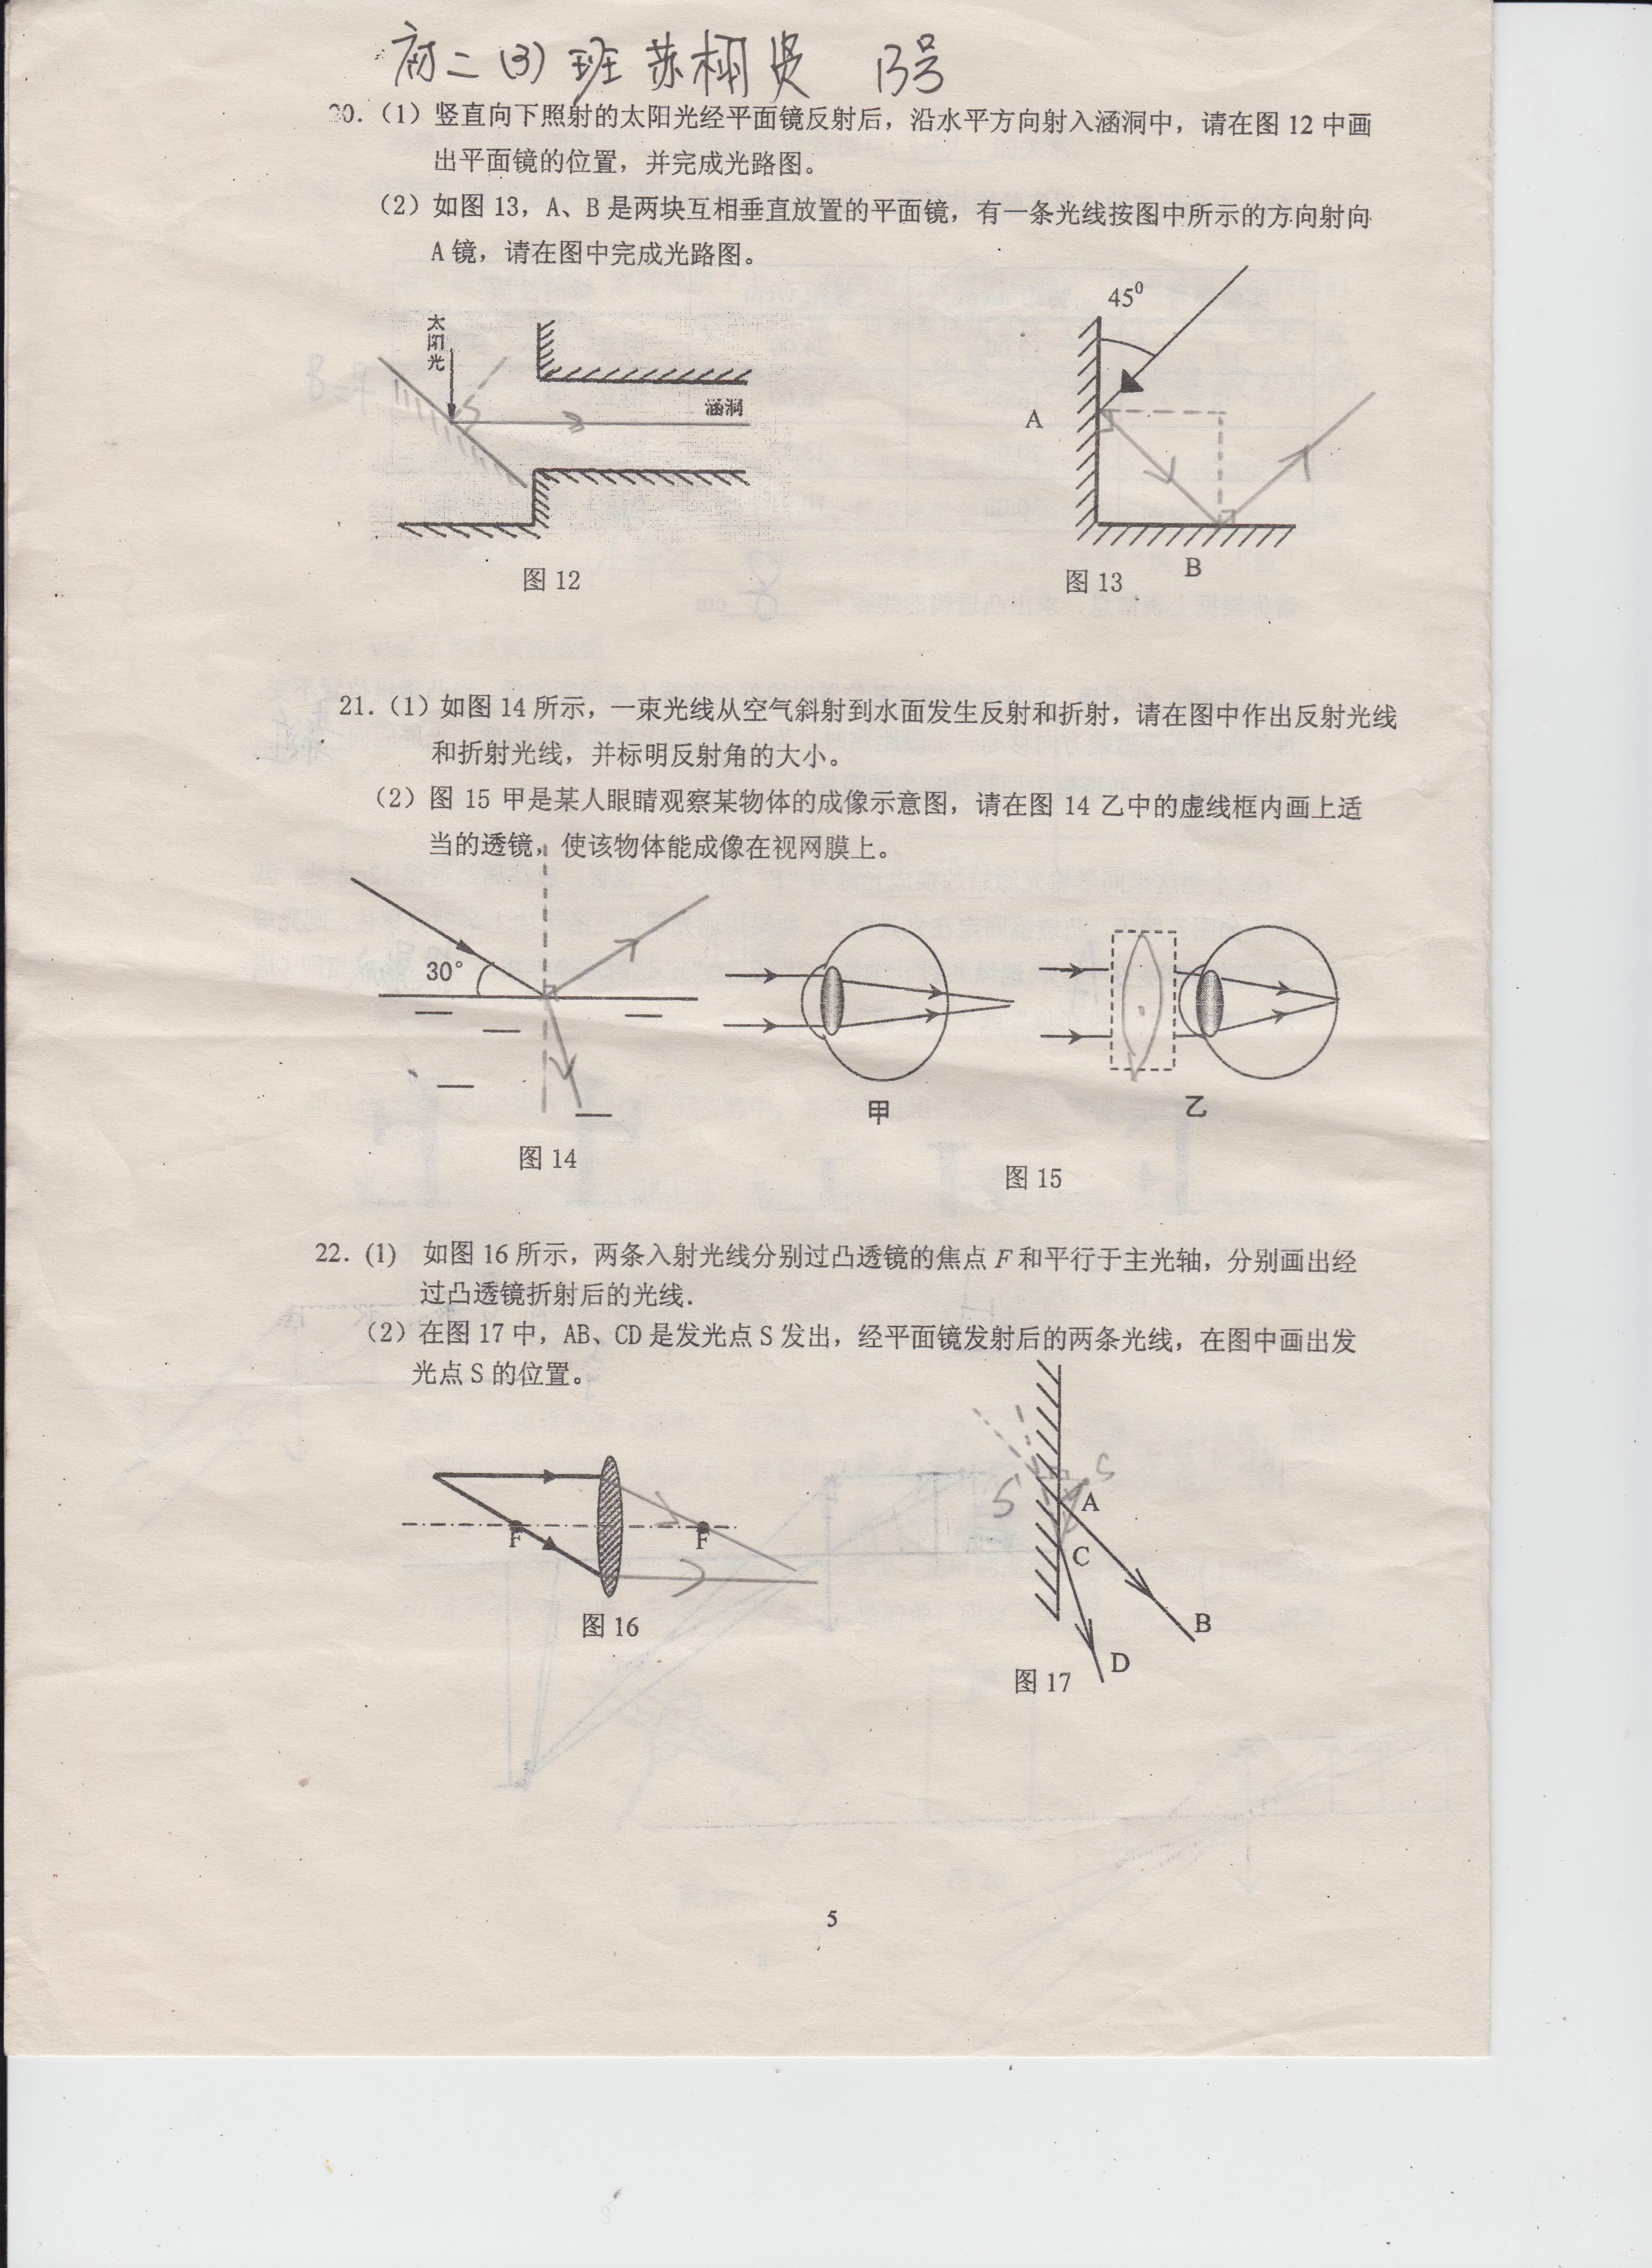 初二(3)班 苏栩 13号
20.(1)竖直向下照射的太阳光经平面镜反射后，沿水平方向射入涵洞中，请在图 12 中画
出平面镜的位置，并完成光路图。
(2)如图 13，A、B 是两块互相垂直放置的平面镜，有一条光线按图中所示的方向射向
A 镜，请在图中完成光路图。
太阳光
涵洞
图 12
45⁰
A
B
图 13
21.(1)如图 14 所示，一束光线从空气斜射到水面发生反射和折射，请在图中作出反射光线
和折射光线，并标明反射角的大小。
(2)图 15 甲是某人眼睛观察某物体的成像示意图，请在图 14 乙中的虚线框内画上适
当的透镜，使该物体能成像在视网膜上。
30°
图 14
甲
乙
图 15
22. (1) 如图 16 所示，两条入射光线分别过凸透镜的焦点 F 和平行于主光轴，分别画出经
过凸透镜折射后的光线.
(2)在图 17 中，AB、CD 是发光点 S 发出，经平面镜发射后的两条光线，在图中画出发
光点 S 的位置。
F
F
图 16
S
S
A
C
B
D
图 17
5